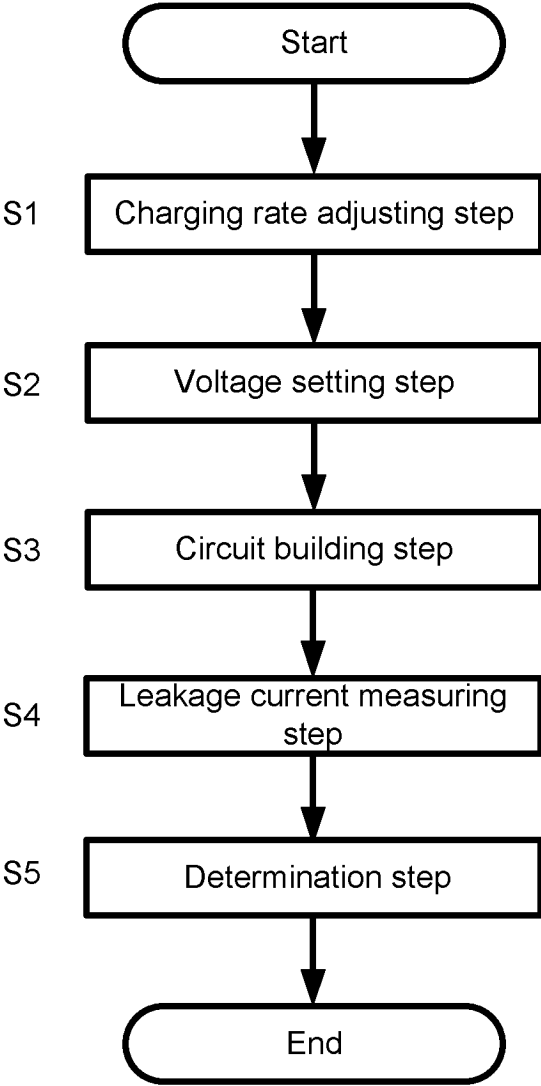 Start
S1
Charging rate adjusting step
S2
Voltage setting step
S3
Circuit building step
S4
Leakage current measuring
step
S5
Determination step
End